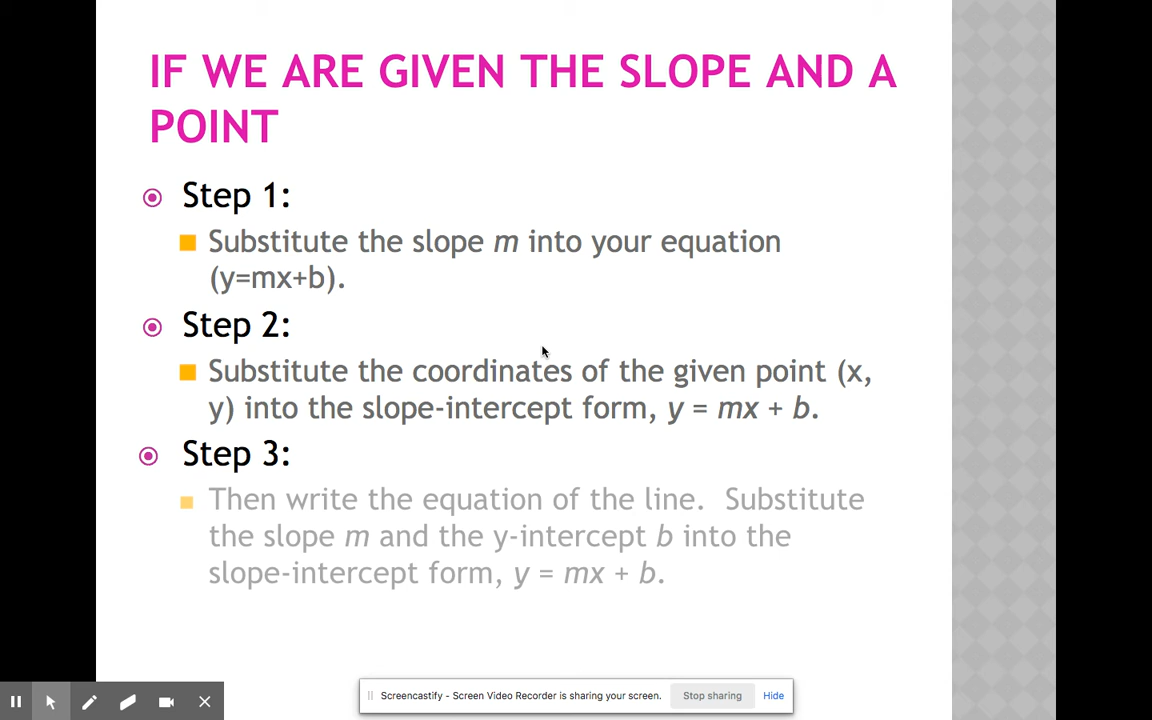 IF WE ARE GIVEN THE SLOPE AND A
POINT
Step 1:
Substitute the slope m into your equation
(y=mx+b).
Step 2:
Substitute the coordinates of the given point (x,
y) into the slope-intercept form, y = mx + b.
Step 3:
Then write the equation of the line.  Substitute
the slope m and the y-intercept b into the
slope-intercept form, y = mx + b.
Screencastify - Screen Video Recorder is sharing your screen. Stop sharing Hide